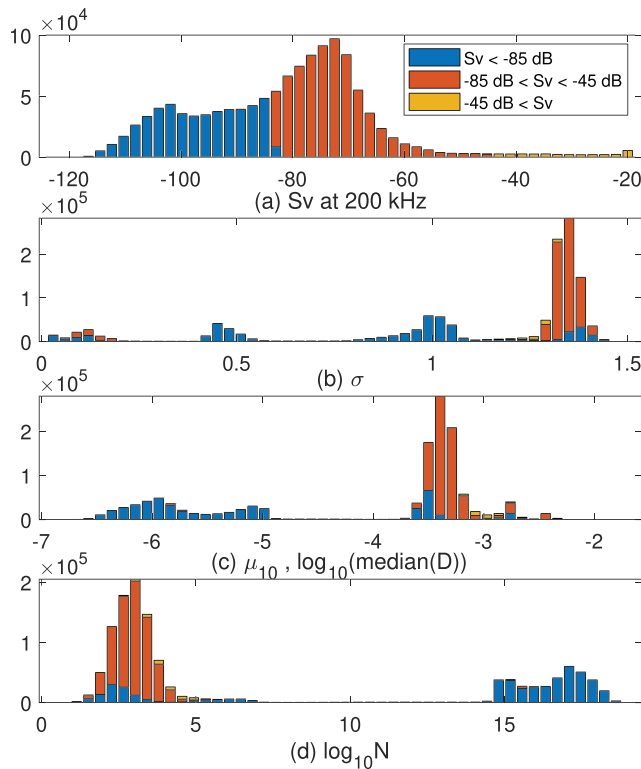 ×10⁴
10
5
0
Sv < -85 dB
-85 dB < Sv < -45 dB
-45 dB < Sv
-120 -100 -80 -60 -40 -20
(a) Sv at 200 kHz
×10⁵
2
1
0
0 0.5 1 1.5
(b) σ
×10⁵
2
1
0
-7 -6 -5 -4 -3 -2
(c) μ₁₀ , log₁₀(median(D))
×10⁵
2
1
0
0 5 10 15
(d) log₁₀N